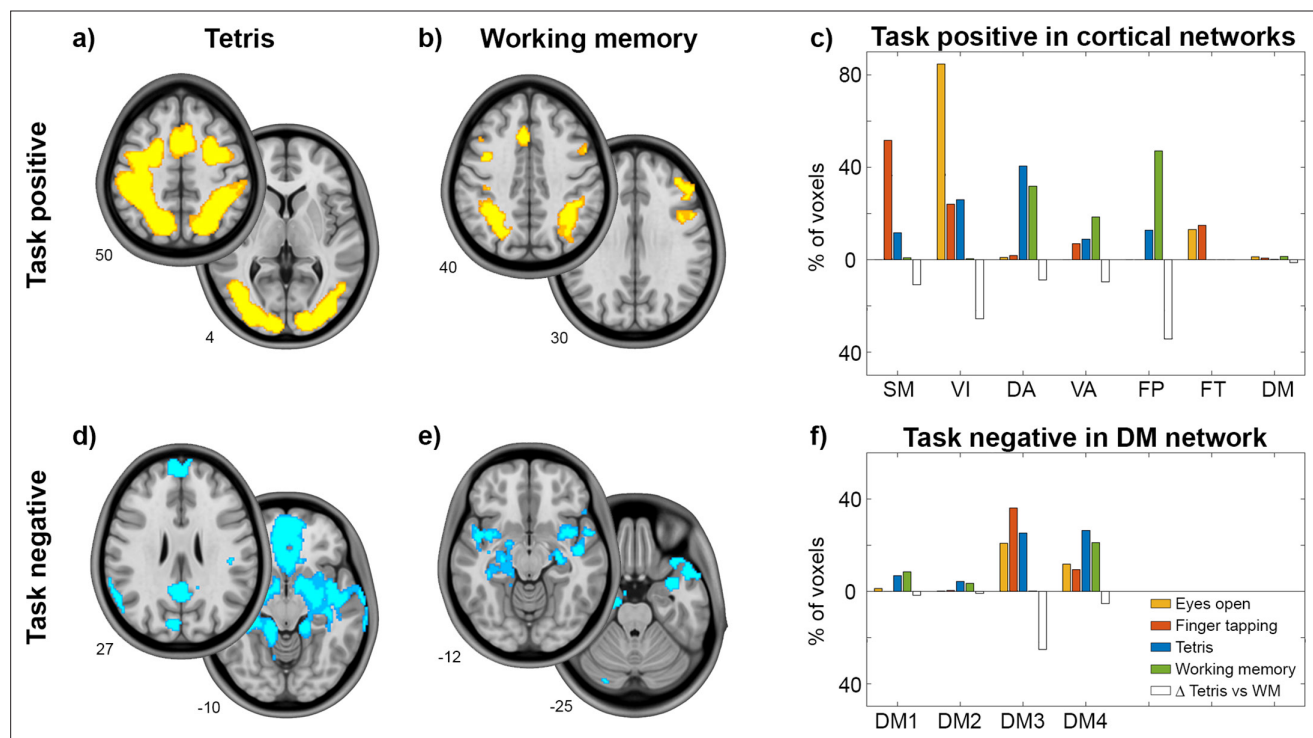 a) Tetris
b) Working memory
c) Task positive in cortical networks
Task positive
50
4
40
30
% of voxels
80
40
0
40
SM VI DA VA FP FT DM
d)
e)
f) Task negative in DM network
Task negative
27
-10
-12
-25
% of voxels
40
0
40
Eyes open
Finger tapping
Tetris
Working memory
Δ Tetris vs WM
DM1 DM2 DM3 DM4